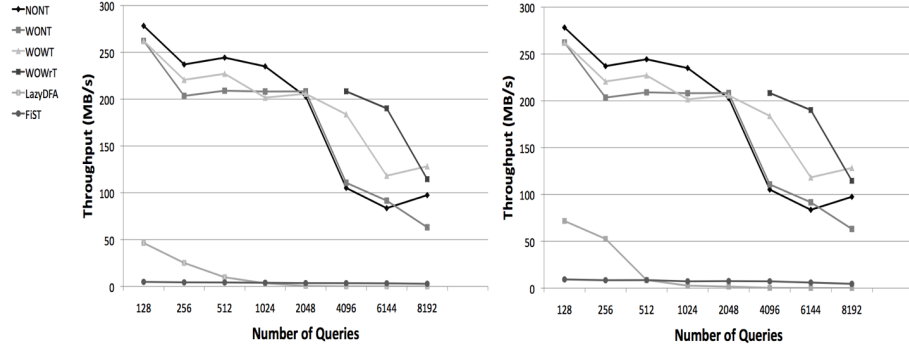 NONT
WONT
WOWT
WOWrT
LazyDFA
FiST
Throughput (MB/s)
300
250
200
150
100
50
0
128 256 512 1024 2048 4096 6144 8192
Number of Queries
Throughput (MB/s)
300
250
200
150
100
50
0
128 256 512 1024 2048 4096 6144 8192
Number of Queries